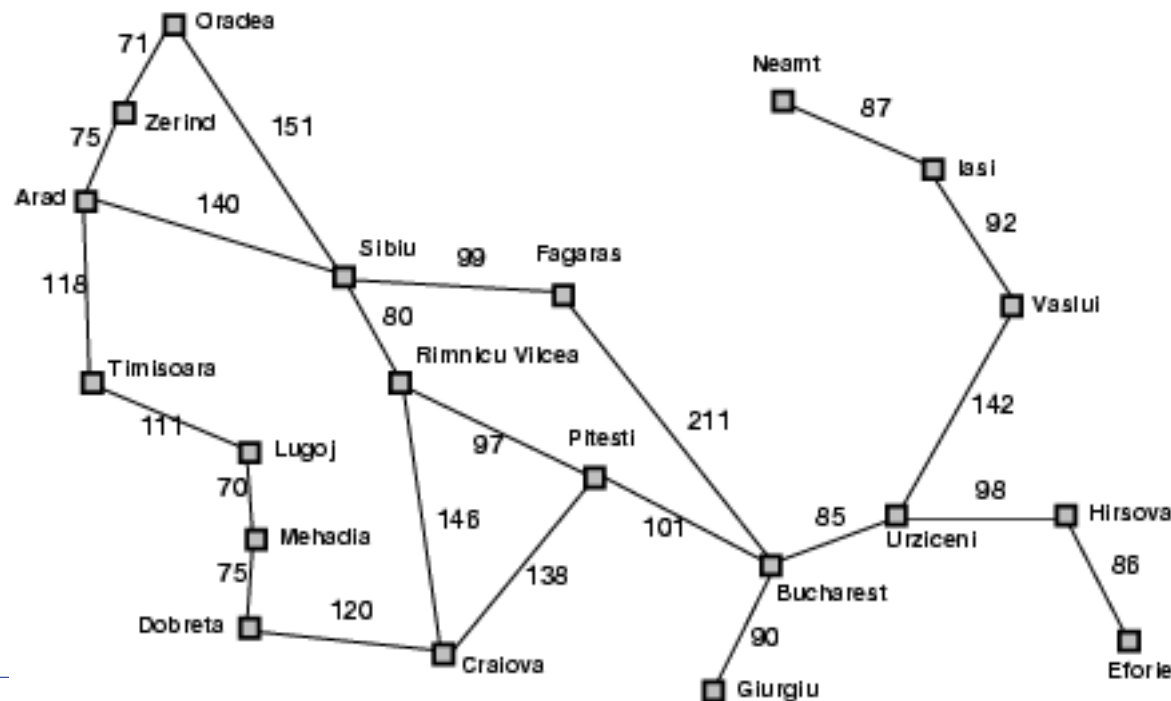 Oradea
71
Neamt
87
Zerind
151
75
Iasi
Arad
140
92
Sibiu
99
Fagaras
118
80
Vaslui
Rimnicu Vilcea
Timisoara
142
211
111
Lugoj
97
Pitesti
70
98
146
101
85
Hirsova
Mehadia
Urziceni
75
138
86
Bucharest
120
Dobreta
90
Craiova
Eforie
Giurgiu